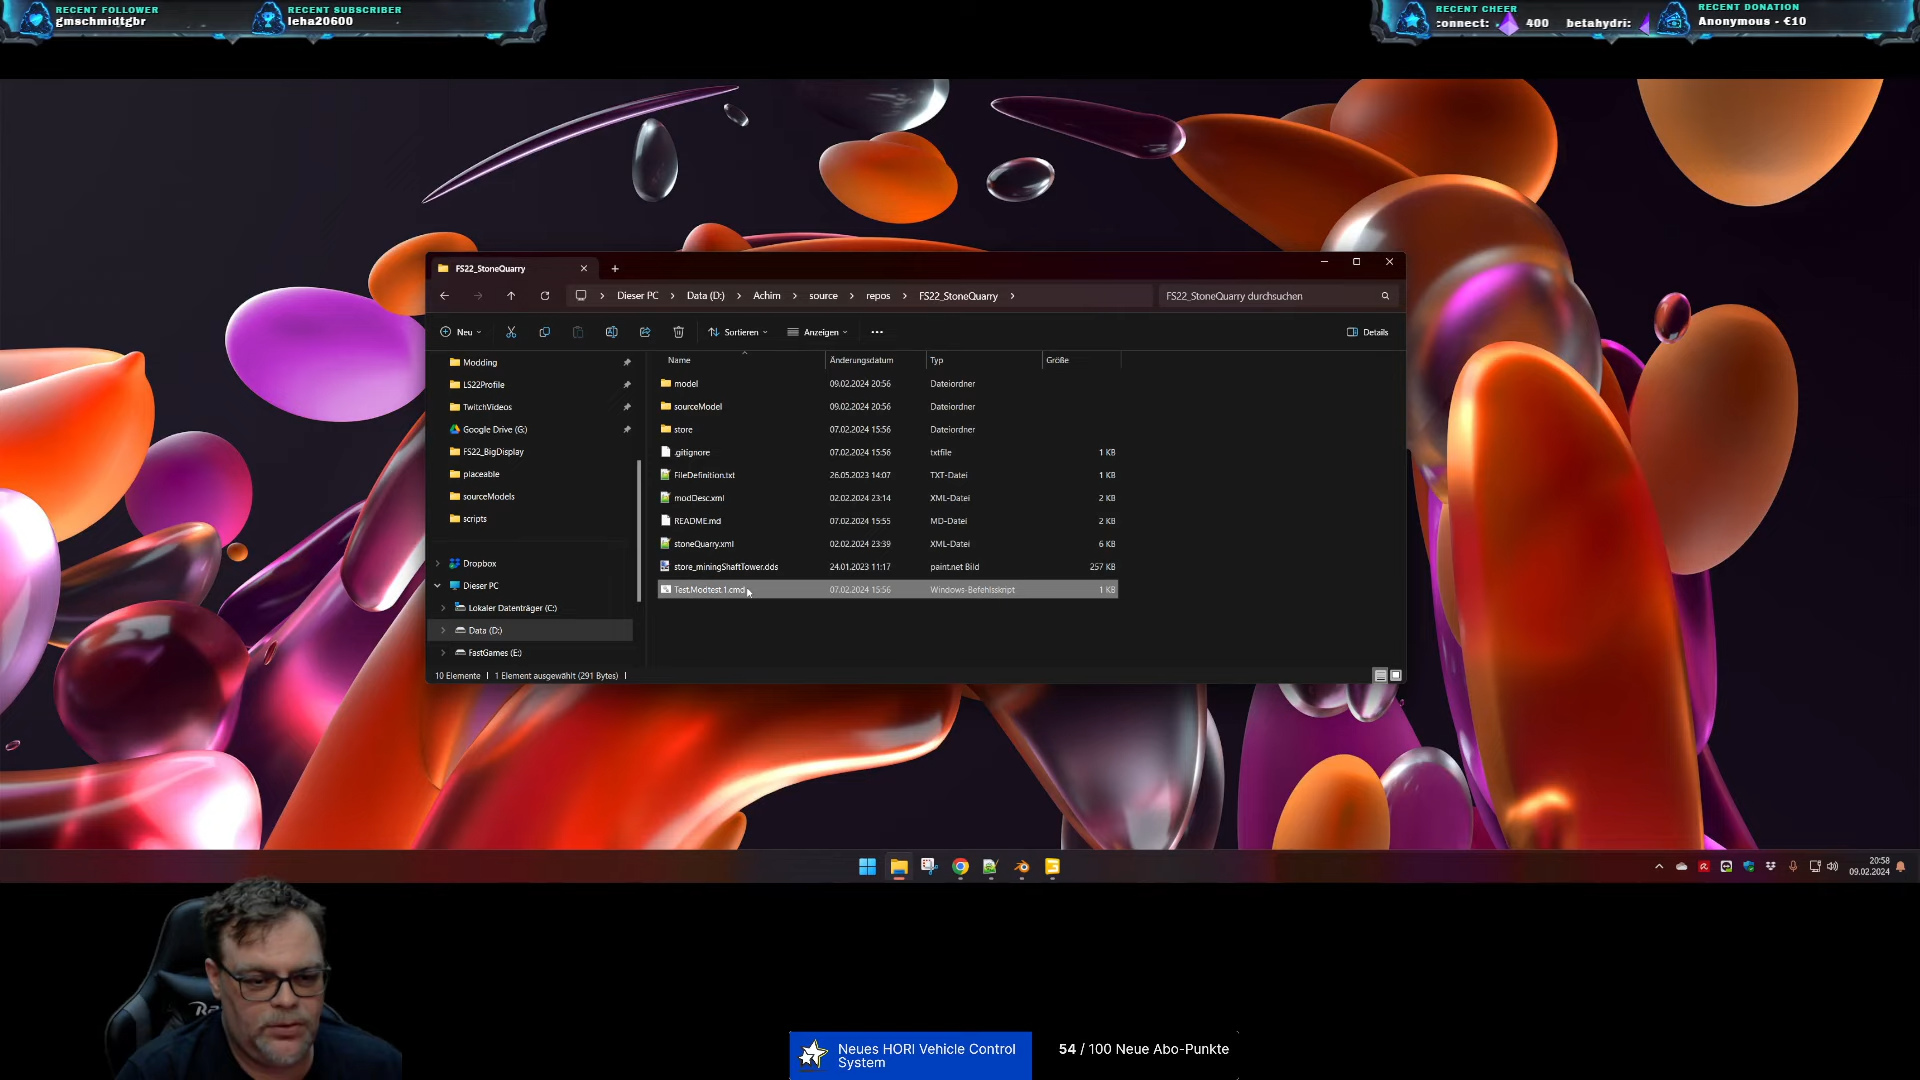 RECENT FOLLOWER
gmschmidtgbr
RECENT SUBSCRIBER
leha20600
RECENT CHEER
:onnect: 400 betahydri:
RECENT DONATION
Anonymous - €10
FS22_StoneQuarry
Dieser PC > Data (D:) > Achim > source > repos > FS22_StoneQuarry >
FS22_StoneQuarry durchsuchen
Neu
Sortieren
Anzeigen
Details
Modding
LS22Profile
TwitchVideos
Google Drive (G:)
FS22_BigDisplay
placeable
sourceModels
scripts
Dropbox
Dieser PC
Lokaler Datenträger (C:)
Data (D:)
FastGames (E:)
Name Änderungsdatum Typ Größe
model 09.02.2024 20:56 Dateiordner
sourceModel 09.02.2024 20:56 Dateiordner
store 07.02.2024 15:56 Dateiordner
.gitignore 07.02.2024 15:56 txtfile 1 KB
FileDefinition.txt 26.05.2023 14:07 TXT-Datei 1 KB
modDesc.xml 02.02.2024 23:14 XML-Datei 2 KB
README.md 07.02.2024 15:55 MD-Datei 2 KB
stoneQuarry.xml 02.02.2024 23:39 XML-Datei 6 KB
store_miningShaftTower.dds 24.01.2023 11:17 paint.net Bild 257 KB
Test.Modtest.1.cmd 07.02.2024 15:56 Windows-Befehlsskript 1 KB
10 Elemente 1 Element ausgewählt (291 Bytes)
20:58
09.02.2024
Neues HORI Vehicle Control
System
54 / 100 Neue Abo-Punkte